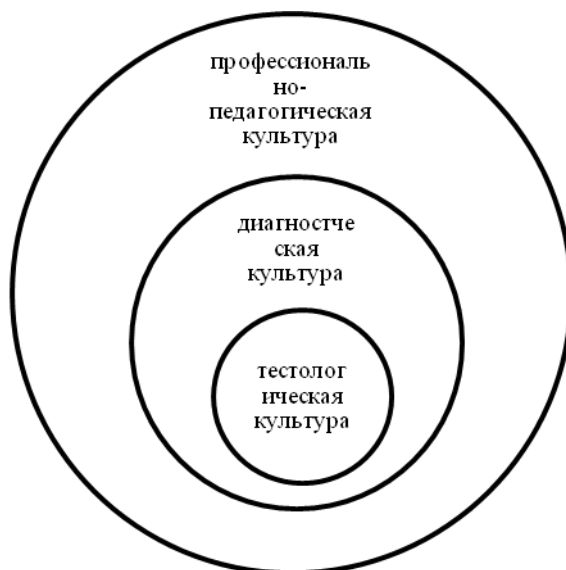 профессиональ
но-
педагогическая
культура
диагностче
ская
культура
тестолог
ическая
культура